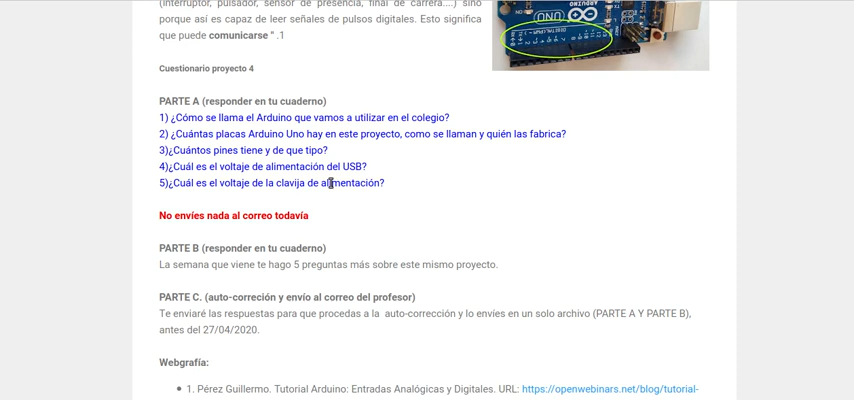 (interruptor, pulsador, sensor de presencia, final de carrera....) sino
porque así es capaz de leer señales de pulsos digitales. Esto significa
que puede comunicarse " .1
Cuestionario proyecto 4
PARTE A (responder en tu cuaderno)
1) ¿Cómo se llama el Arduino que vamos a utilizar en el colegio?
2) ¿Cuántas placas Arduino Uno hay en este proyecto, como se llaman y quién las fabrica?
3)¿Cuántos pines tiene y de que tipo?
4)¿Cuál es el voltaje de alimentación del USB?
5)¿Cuál es el voltaje de la clavija de alimentación?
No envíes nada al correo todavía
PARTE B (responder en tu cuaderno)
La semana que viene te hago 5 preguntas más sobre este mismo proyecto.
PARTE C. (auto-correción y envío al correo del profesor)
Te enviaré las respuestas para que procedas a la  auto-corrección y lo envíes en un solo archivo (PARTE A Y PARTE B),
antes del 27/04/2020.
Webgrafía:
1. Pérez Guillermo. Tutorial Arduino: Entradas Analógicas y Digitales. URL: https://openwebinars.net/blog/tutorial-